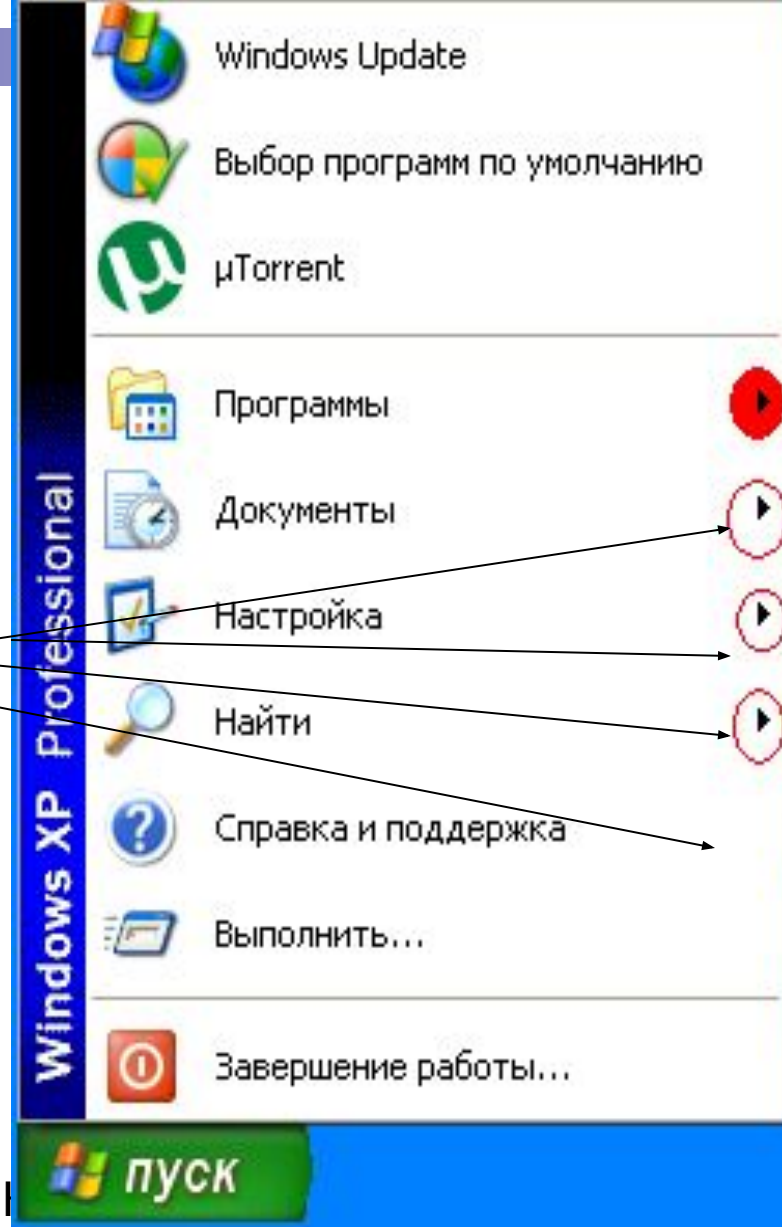 Windows Update
Выбор программ по умолчанию
µTorrent
Программы
Документы
Настройка
Найти
Справка и поддержка
Выполнить...
Завершение работы...
Windows XP Professional
пуск